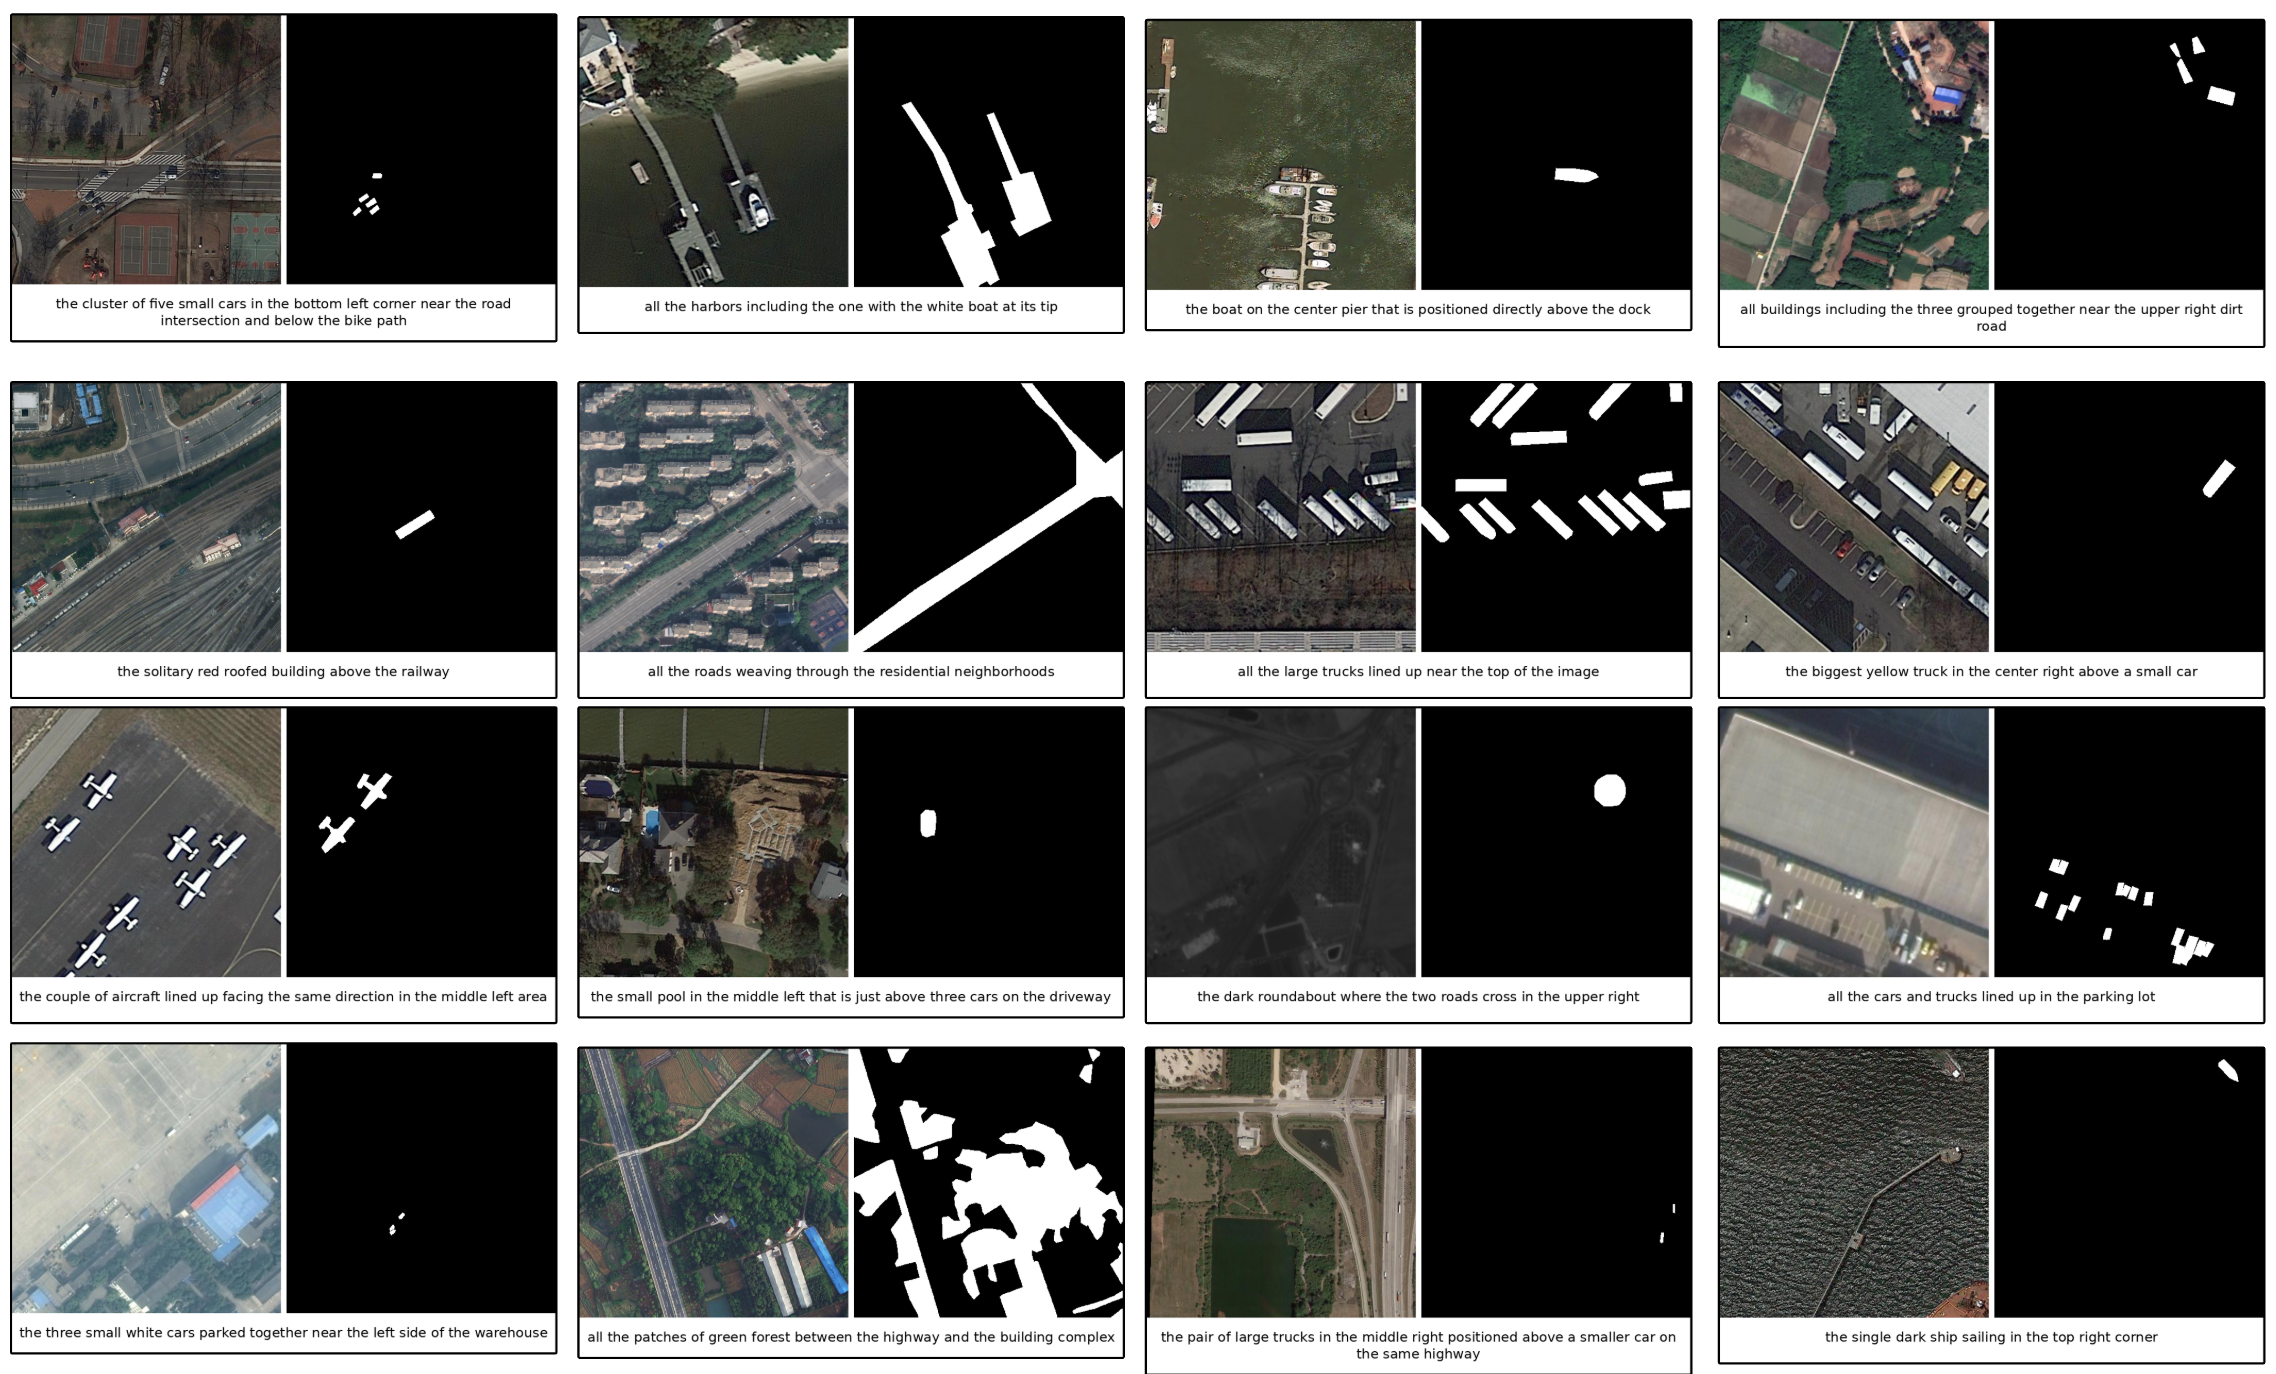 the cluster of five small cars in the bottom left corner near the road
intersection and below the bike path
all the harbors including the one with the white boat at its tip
the boat on the center pier that is positioned directly above the dock
all buildings including the three grouped together near the upper right dirt
road
the solitary red roofed building above the railway
all the roads weaving through the residential neighborhoods
all the large trucks lined up near the top of the image
the biggest yellow truck in the center right above a small car
the couple of aircraft lined up facing the same direction in the middle left area
the small pool in the middle left that is just above three cars on the driveway
the dark roundabout where the two roads cross in the upper right
all the cars and trucks lined up in the parking lot
the three small white cars parked together near the left side of the warehouse
all the patches of green forest between the highway and the building complex
the pair of large trucks in the middle right positioned above a smaller car on
the same highway
the single dark ship sailing in the top right corner